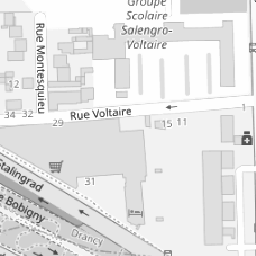 Groupe
Scolaire
Salengro-
Voltaire
Rue Montesquieu
12
Rue Voltaire
1
34
32
29
15
11
31
Stalingrad
Bobigny
Drancy